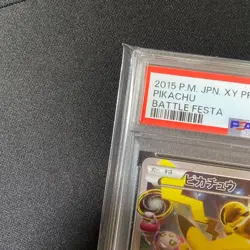 2015 P.M. JPN. XY PR
PIKACHU
BATTLE FESTA
ピカチュウ